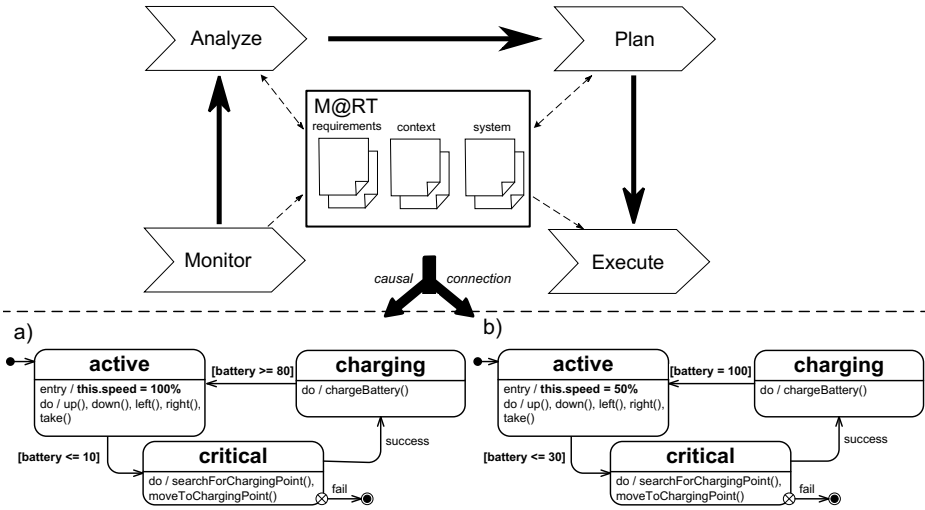 Analyze
Plan
M@RT
requirements
context
system
Monitor
Execute
causal
connection
a)
active
entry / this.speed = 100%
do / up(), down(), left(), right(),
take()
[battery >= 80]
charging
do / chargeBattery()
success
[battery <= 10]
critical
do / searchForChargingPoint(),
moveToChargingPoint()
fail
b)
active
entry / this.speed = 50%
do / up(), down(), left(), right(),
take()
[battery = 100]
charging
do / chargeBattery()
success
[battery <= 30]
critical
do / searchForChargingPoint(),
moveToChargingPoint()
fail